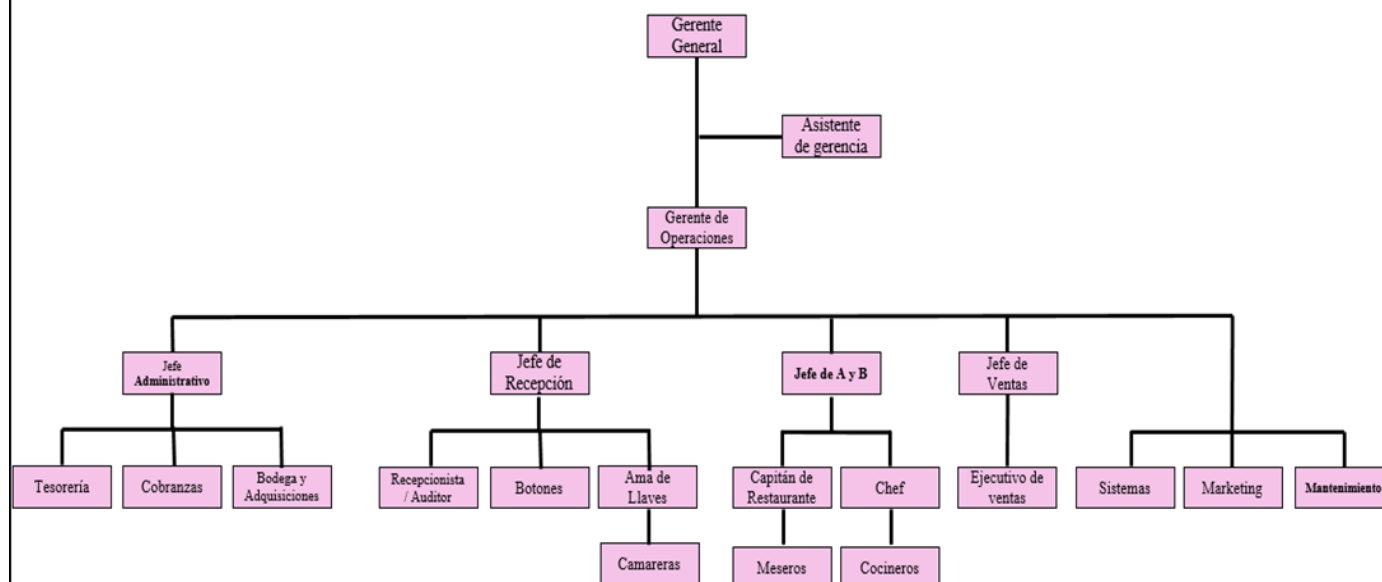 Gerente
General
Asistente
de gerencia
Gerente de
Operaciones
Jefe
Administrativo
Jefe de
Recepción
Jefe de A y B
Jefe de
Ventas
Tesorería
Cobranzas
Bodega y
Adquisiciones
Recepcionista
/ Auditor
Botones
Ama de
Llaves
Capitán de
Restaurante
Chef
Ejecutivo de
ventas
Sistemas
Marketing
Mantenimiento
Camareras
Meseros
Cocineros